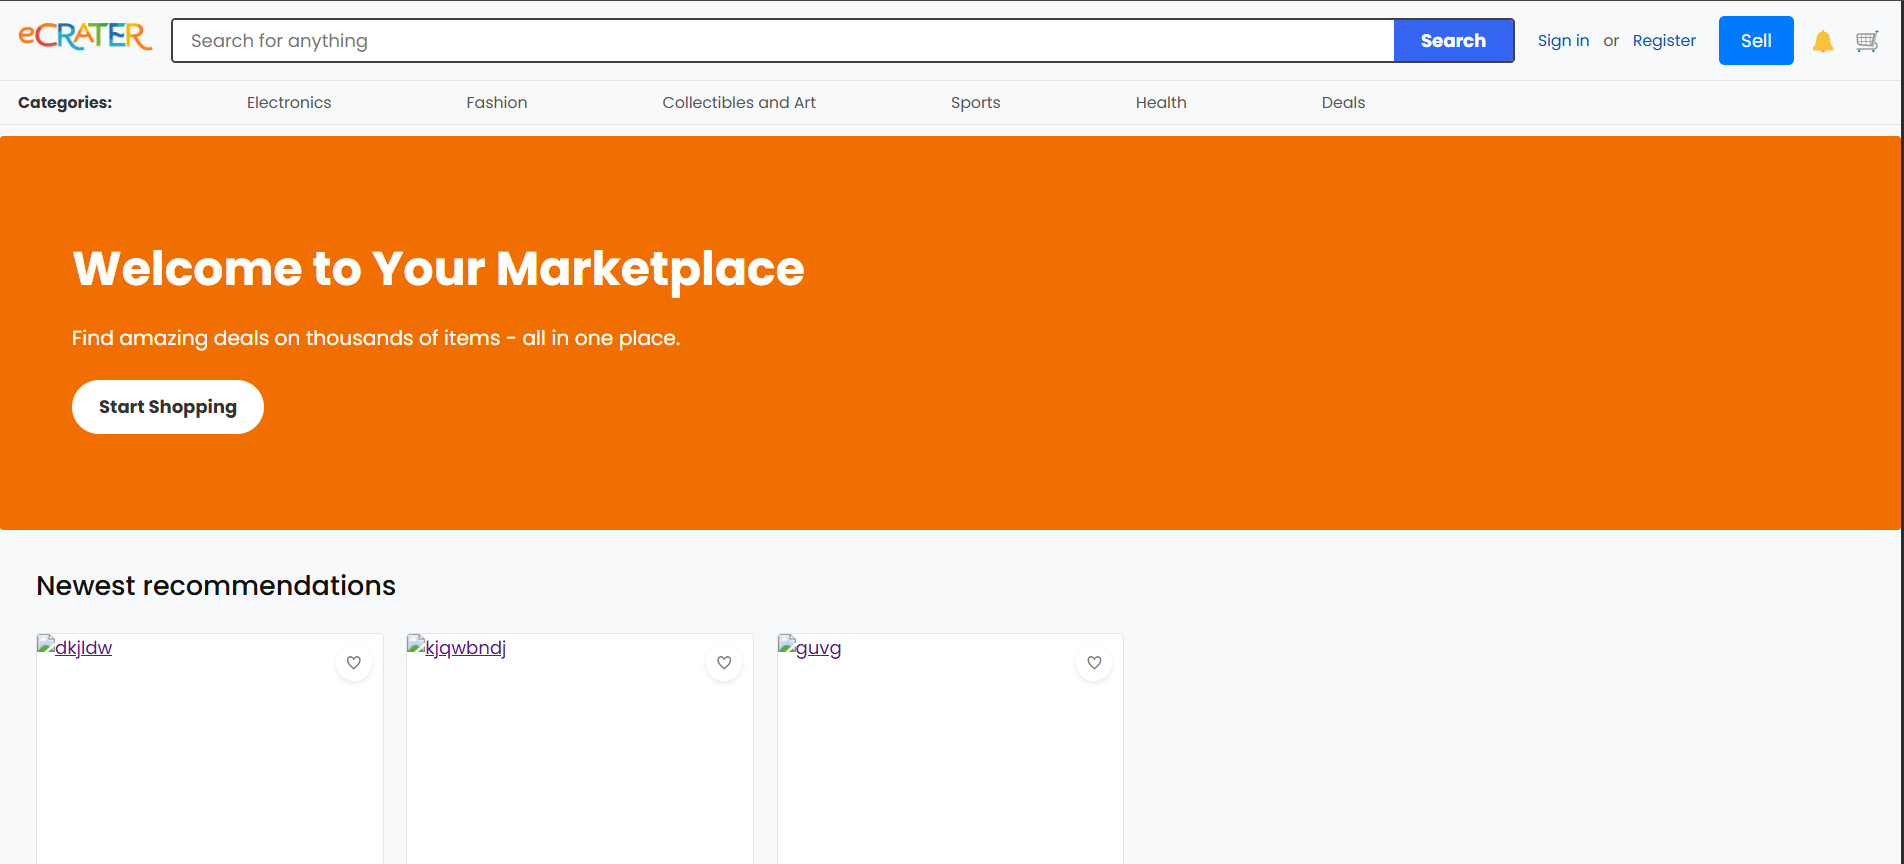 eCRATER
Search for anything
Search
Sign in or Register
Sell
Categories:
Electronics
Fashion
Collectibles and Art
Sports
Health
Deals
Welcome to Your Marketplace
Find amazing deals on thousands of items - all in one place.
Start Shopping
Newest recommendations
dkjldw
kjqwbndj
guvg